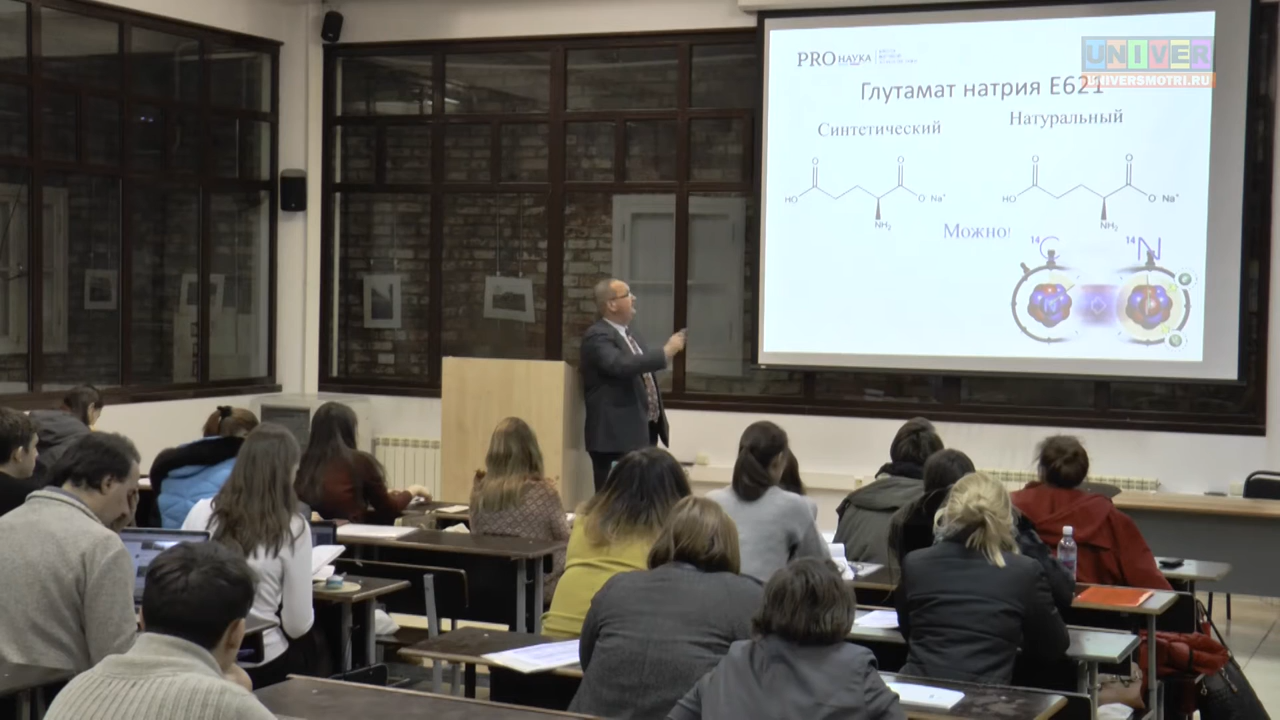 PRO НАУКА
UNIVER
UNIVERSMOTRI.RU
Глутамат натрия Е621
Синтетический
Натуральный
O O
HO O Na+
NH2
O O
HO O Na+
NH2
Можно!
14C 14N